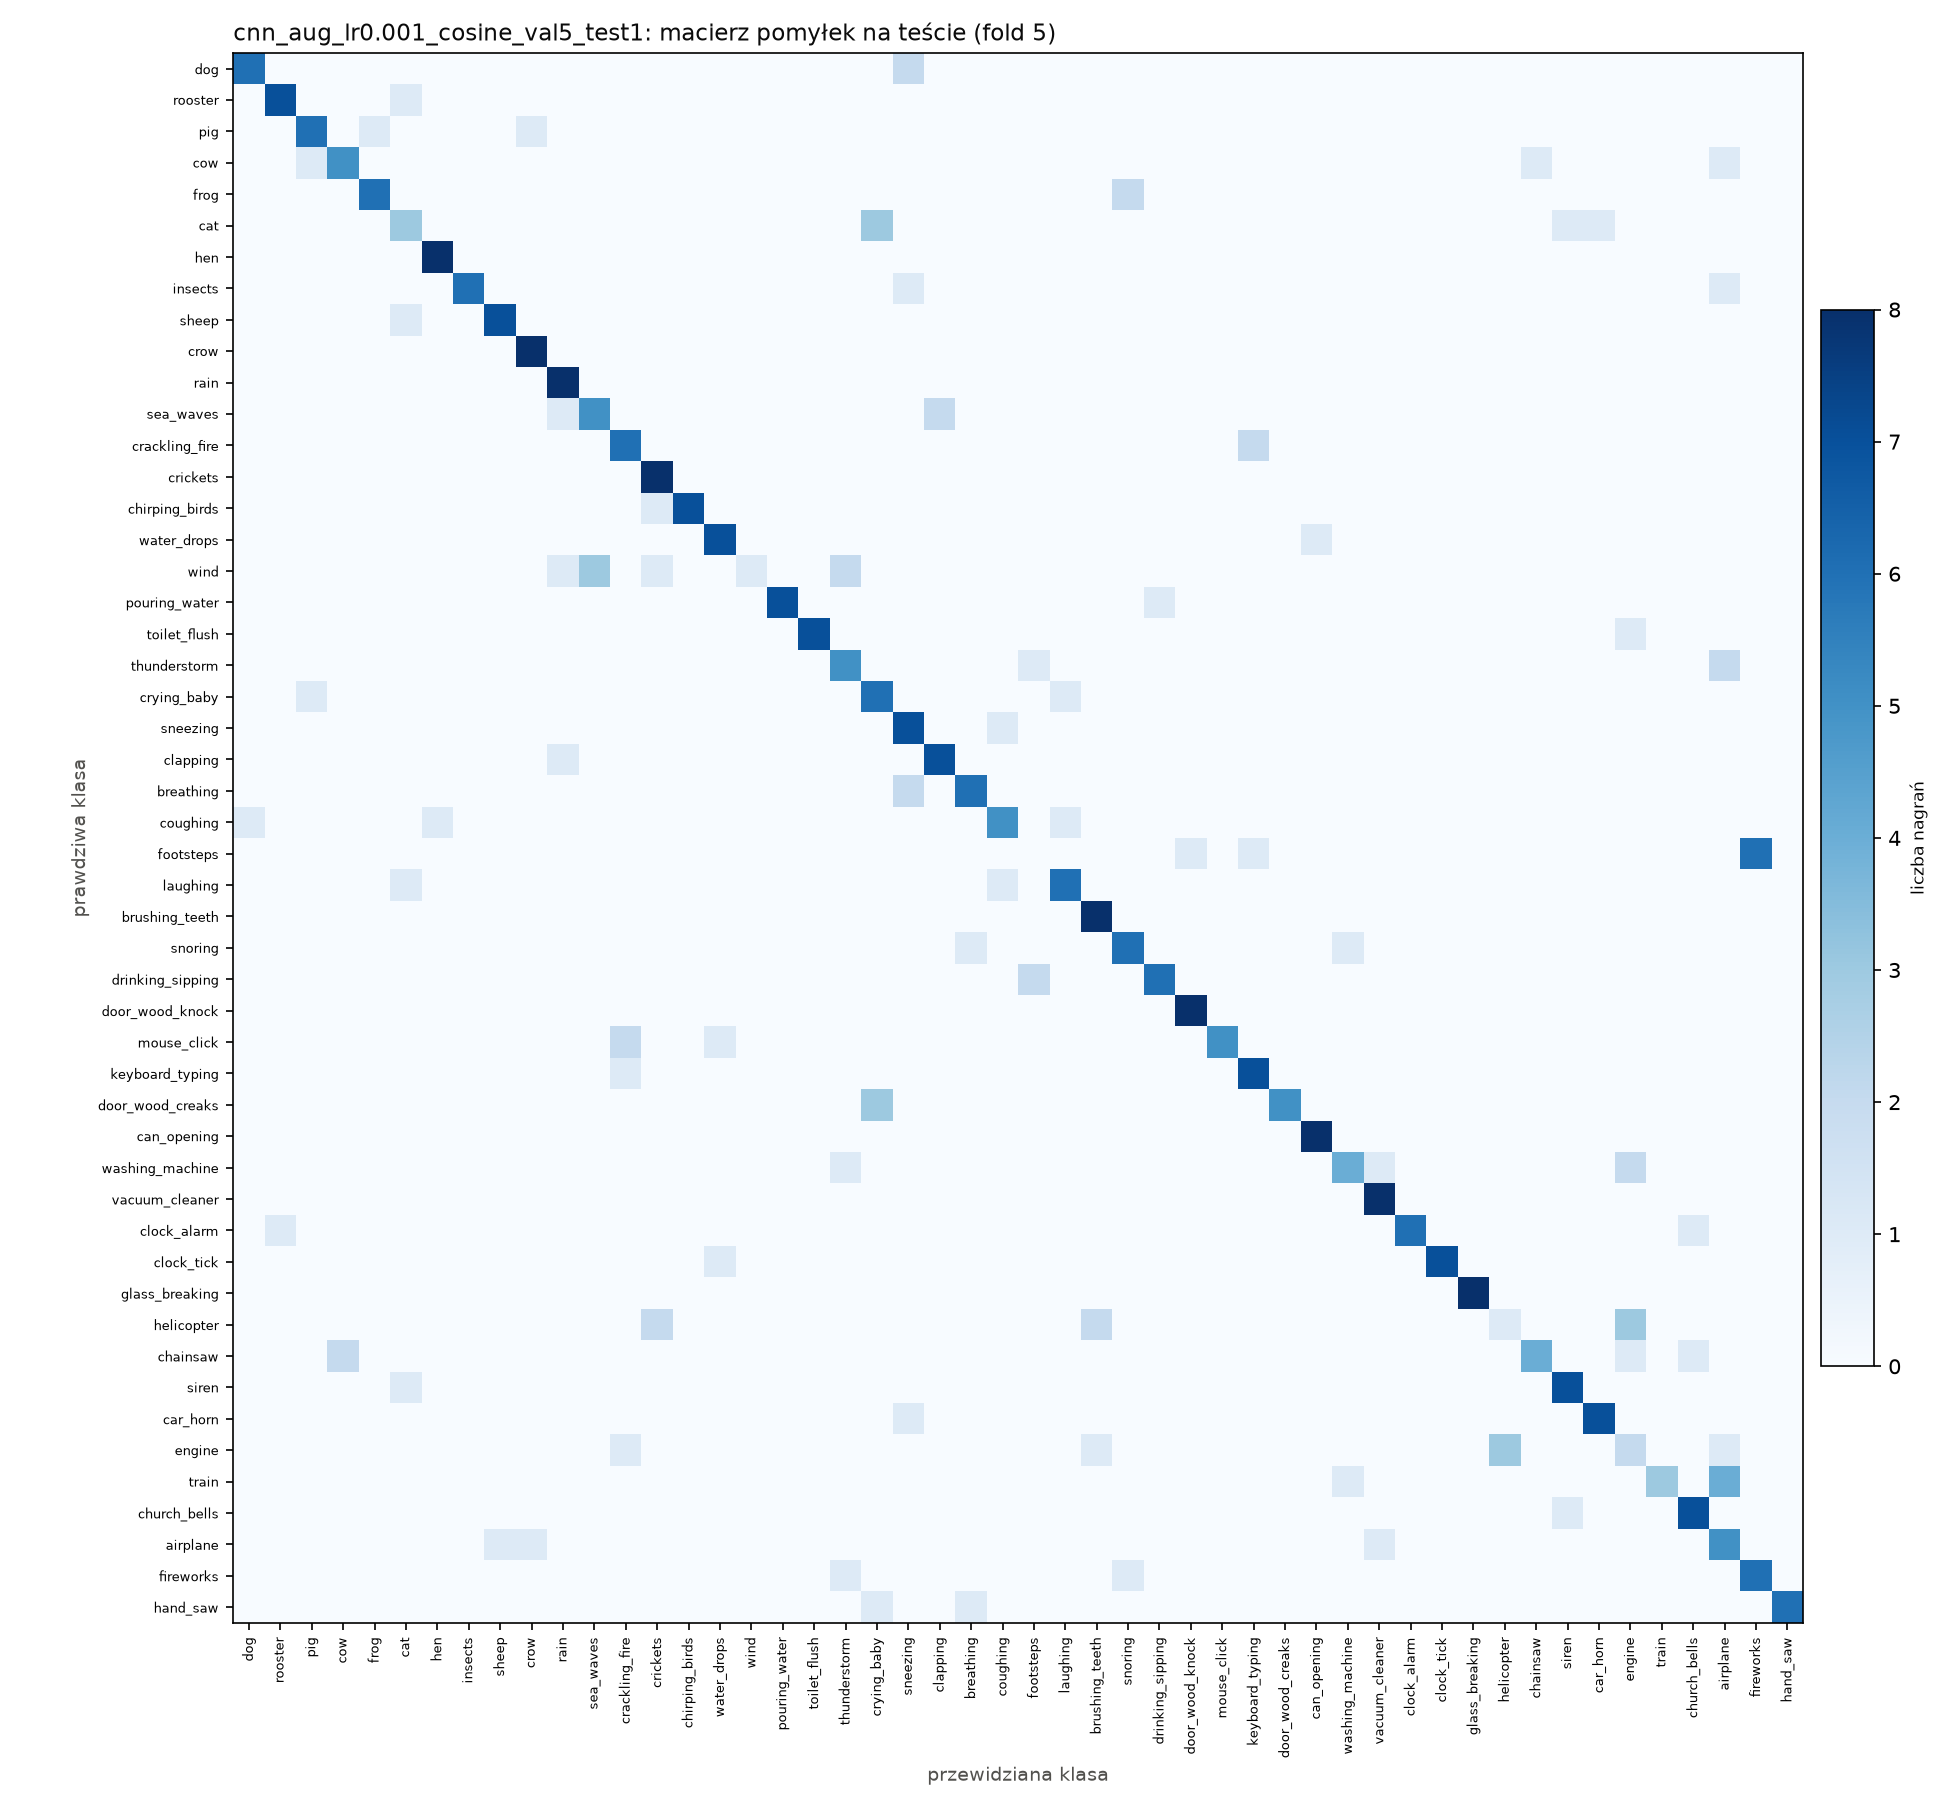 cnn_aug_lr0.001_cosine_val5_test1: macierz pomyłek na teście (fold 5)
dog
rooster
pig
cow
frog
cat
hen
insects
sheep
crow
rain
sea_waves
crackling_fire
crickets
chirping_birds
water_drops
wind
pouring_water
toilet_flush
thunderstorm
crying_baby
sneezing
clapping
breathing
coughing
footsteps
laughing
brushing_teeth
snoring
drinking_sipping
door_wood_knock
mouse_click
keyboard_typing
door_wood_creaks
can_opening
washing_machine
vacuum_cleaner
clock_alarm
clock_tick
glass_breaking
helicopter
chainsaw
siren
car_horn
engine
train
church_bells
airplane
fireworks
hand_saw
prawdziwa klasa
dog
rooster
pig
cow
frog
cat
hen
insects
sheep
crow
rain
sea_waves
crackling_fire
crickets
chirping_birds
water_drops
wind
pouring_water
toilet_flush
thunderstorm
crying_baby
sneezing
clapping
breathing
coughing
footsteps
laughing
brushing_teeth
snoring
drinking_sipping
door_wood_knock
mouse_click
keyboard_typing
door_wood_creaks
can_opening
washing_machine
vacuum_cleaner
clock_alarm
clock_tick
glass_breaking
helicopter
chainsaw
siren
car_horn
engine
train
church_bells
airplane
fireworks
hand_saw
przewidziana klasa
8
7
6
5
4
3
2
1
0
liczba nagrań